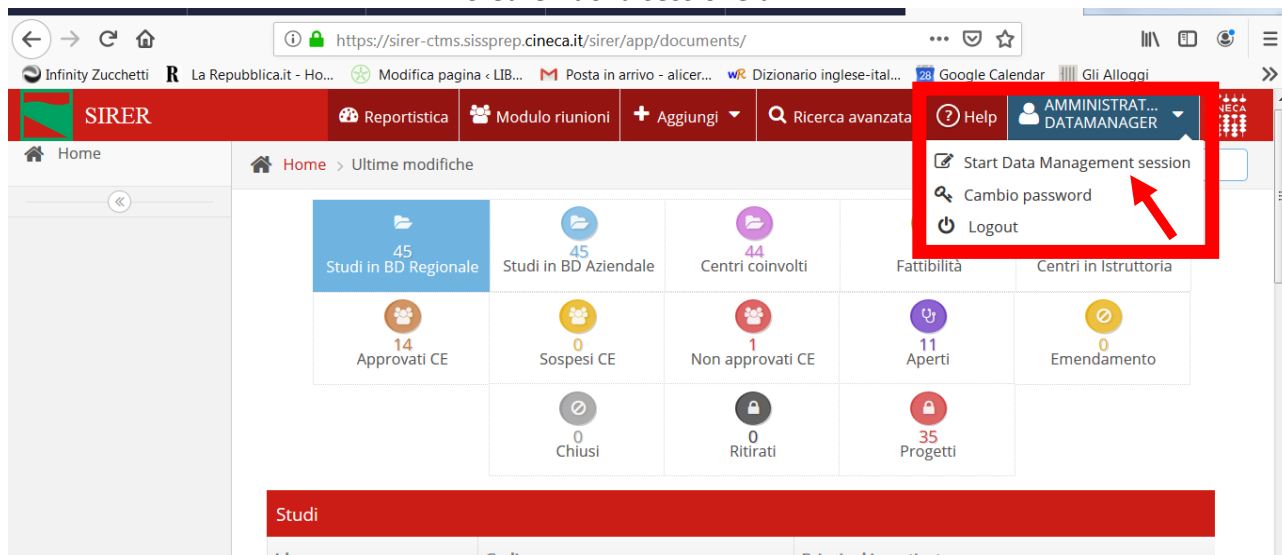 https://sirer-ctms.sissprep.cineca.it/sirer/app/documents/
Infinity Zucchetti R La Repubblica.it - Ho... Modifica pagina ‹ LIB... Posta in arrivo - alicer... WR Dizionario inglese-ital... 28 Google Calendar Gli Alloggi
SIRER Reportistica Modulo riunioni Aggiungi Ricerca avanzata Help AMMINISTRAT... DATAMANAGER
Home
Home > Ultime modifiche
Start Data Management session
Cambio password
Logout
45
Studi in BD Regionale
45
Studi in BD Aziendale
44
Centri coinvolti
Fattibilità
Centri in Istruttoria
14
Approvati CE
0
Sospesi CE
1
Non approvati CE
11
Aperti
0
Emendamento
0
Chiusi
0
Ritirati
35
Progetti
Studi